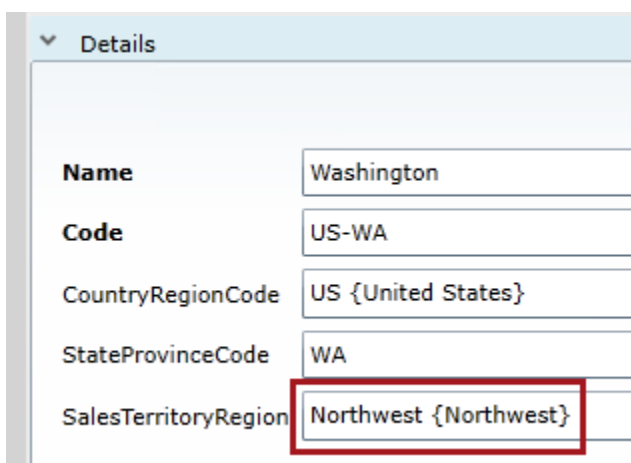 Details
Name Washington
Code US-WA
CountryRegionCode US {United States}
StateProvinceCode WA
SalesTerritoryRegion Northwest {Northwest}